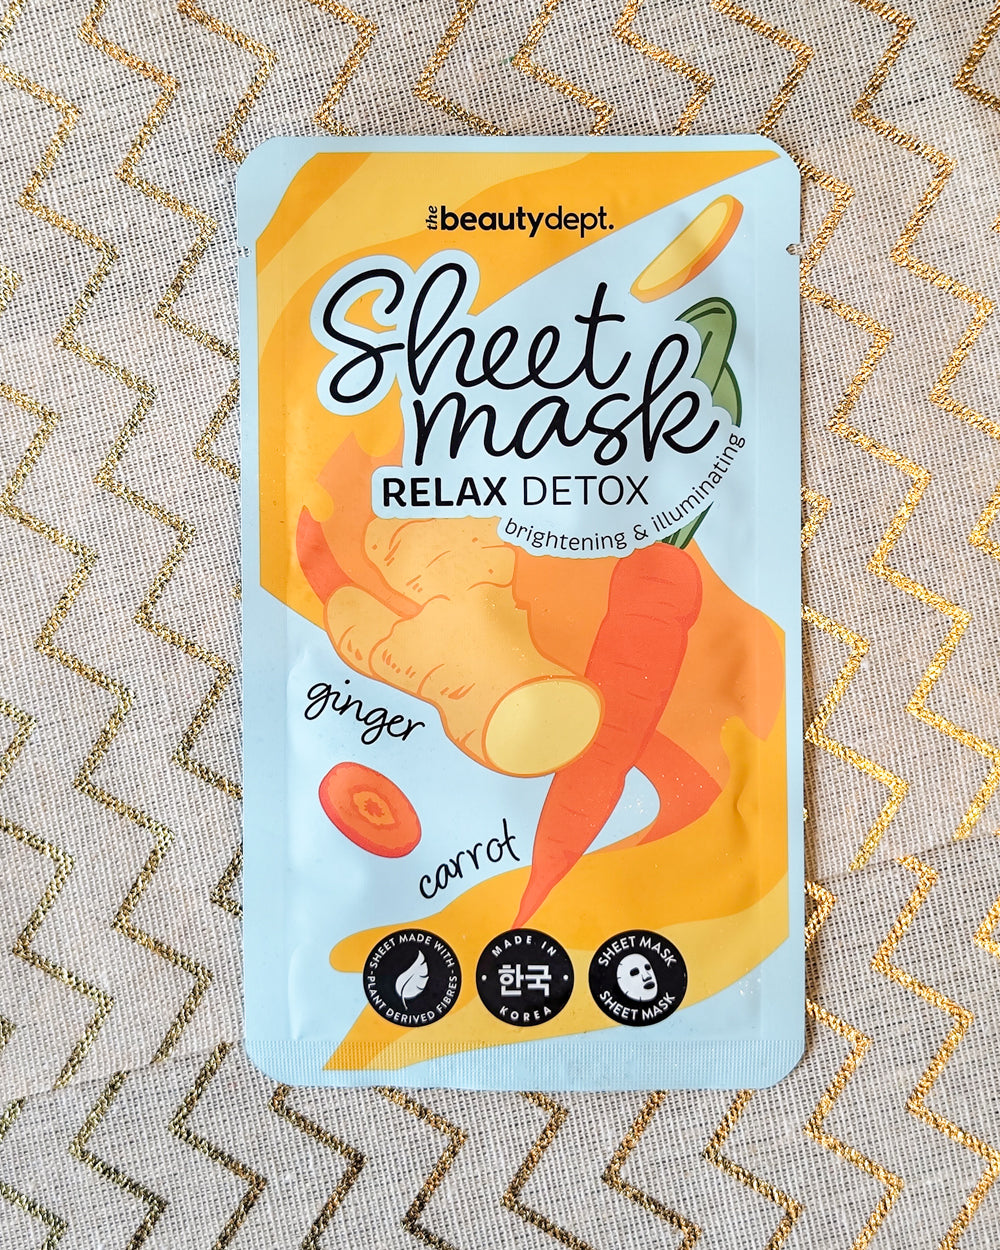 the beautydept.
Sheet
mask
RELAX DETOX
brightening & illuminating
ginger
carrot
SHEET MADE WITH
PLANT DERIVED FIBRES
MADE IN
한국
KOREA
SHEET MASK
SHEET MASK